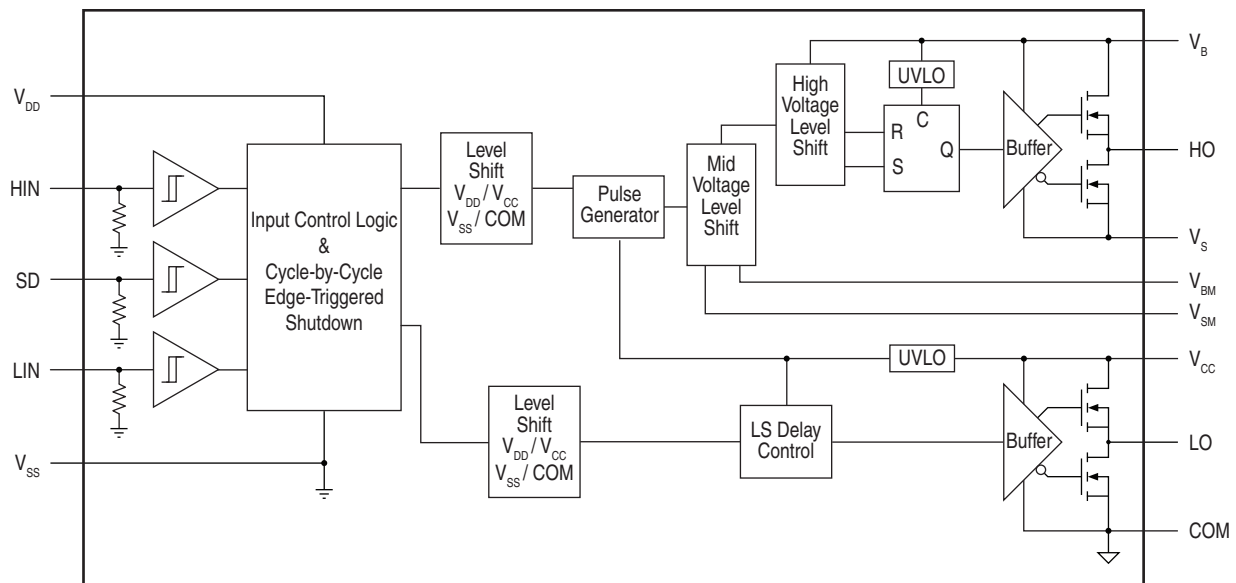 V_DD
HIN
SD
LIN
V_SS
Input Control Logic
&
Cycle-by-Cycle
Edge-Triggered
Shutdown
Level
Shift
V_DD / V_CC
V_SS / COM
Level
Shift
V_DD / V_CC
V_SS / COM
Pulse
Generator
Mid
Voltage
Level
Shift
High
Voltage
Level
Shift
UVLO
C
R
S
Q
Buffer
UVLO
LS Delay
Control
Buffer
V_B
HO
V_S
V_BM
V_SM
V_CC
LO
COM